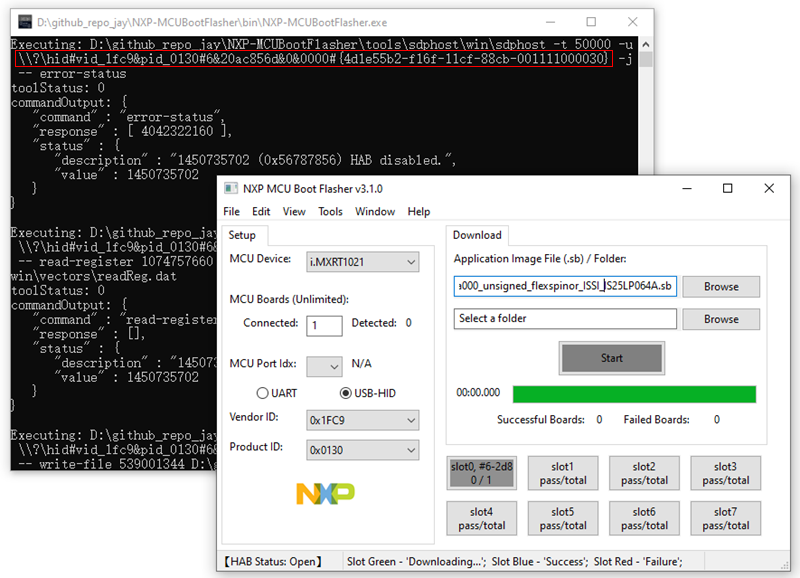 D:\github_repo_jay\NXP-MCUBootFlasher\bin\NXP-MCUBootFlasher.exe
Executing: D:\github_repo_jay\NXP-MCUBootFlasher\tools\sdphost\win\sdphost -t 50000 -u
\\?\hid#vid_1fc9&pid_0130#6&20ac856d&0&0000#{4d1e55b2-f16f-11cf-88cb-001111000030} -j
-- error-status
toolStatus: 0
commandOutput: {
"command" : "error-status",
"response" : [ 4042322160 ],
"status" : {
"description" : "1450735702 (0x56787856) HAB disabled.",
"value" : 1450735702
}
}
Executing: D:\github_repo_jay
\\?\hid#vid_1fc9&pid_0130#6&
-- read-register 1074757660
win\vectors\readReg.dat
toolStatus: 0
commandOutput: {
"command" : "read-register
"response" : [],
"status" : {
"description" : "14507
"value" : 1450735702
}
}
Executing: D:\github_repo_jay
\\?\hid#vid_1fc9&pid_0130#6&
-- write-file 539001344 D:\g
NXP MCU Boot Flasher v3.1.0
File Edit View Tools Window Help
Setup
MCU Device: i.MXRT1021
MCU Boards (Unlimited):
Connected: 1 Detected: 0
MCU Port Idx: N/A
UART USB-HID
Vendor ID: 0x1FC9
Product ID: 0x0130
NXP
Download
Application Image File (.sb) / Folder:
000_unsigned_flexspinor_ISSI_IS25LP064A.sb Browse
Select a folder Browse
Start
00:00.000
Successful Boards: 0 Failed Boards: 0
slot0, #6-2d8 slot1 slot2 slot3
0 / 1 pass/total pass/total pass/total
slot4 slot5 slot6 slot7
pass/total pass/total pass/total pass/total
【HAB Status: Open】 Slot Green - 'Downloading...'; Slot Blue - 'Success'; Slot Red - 'Failure';